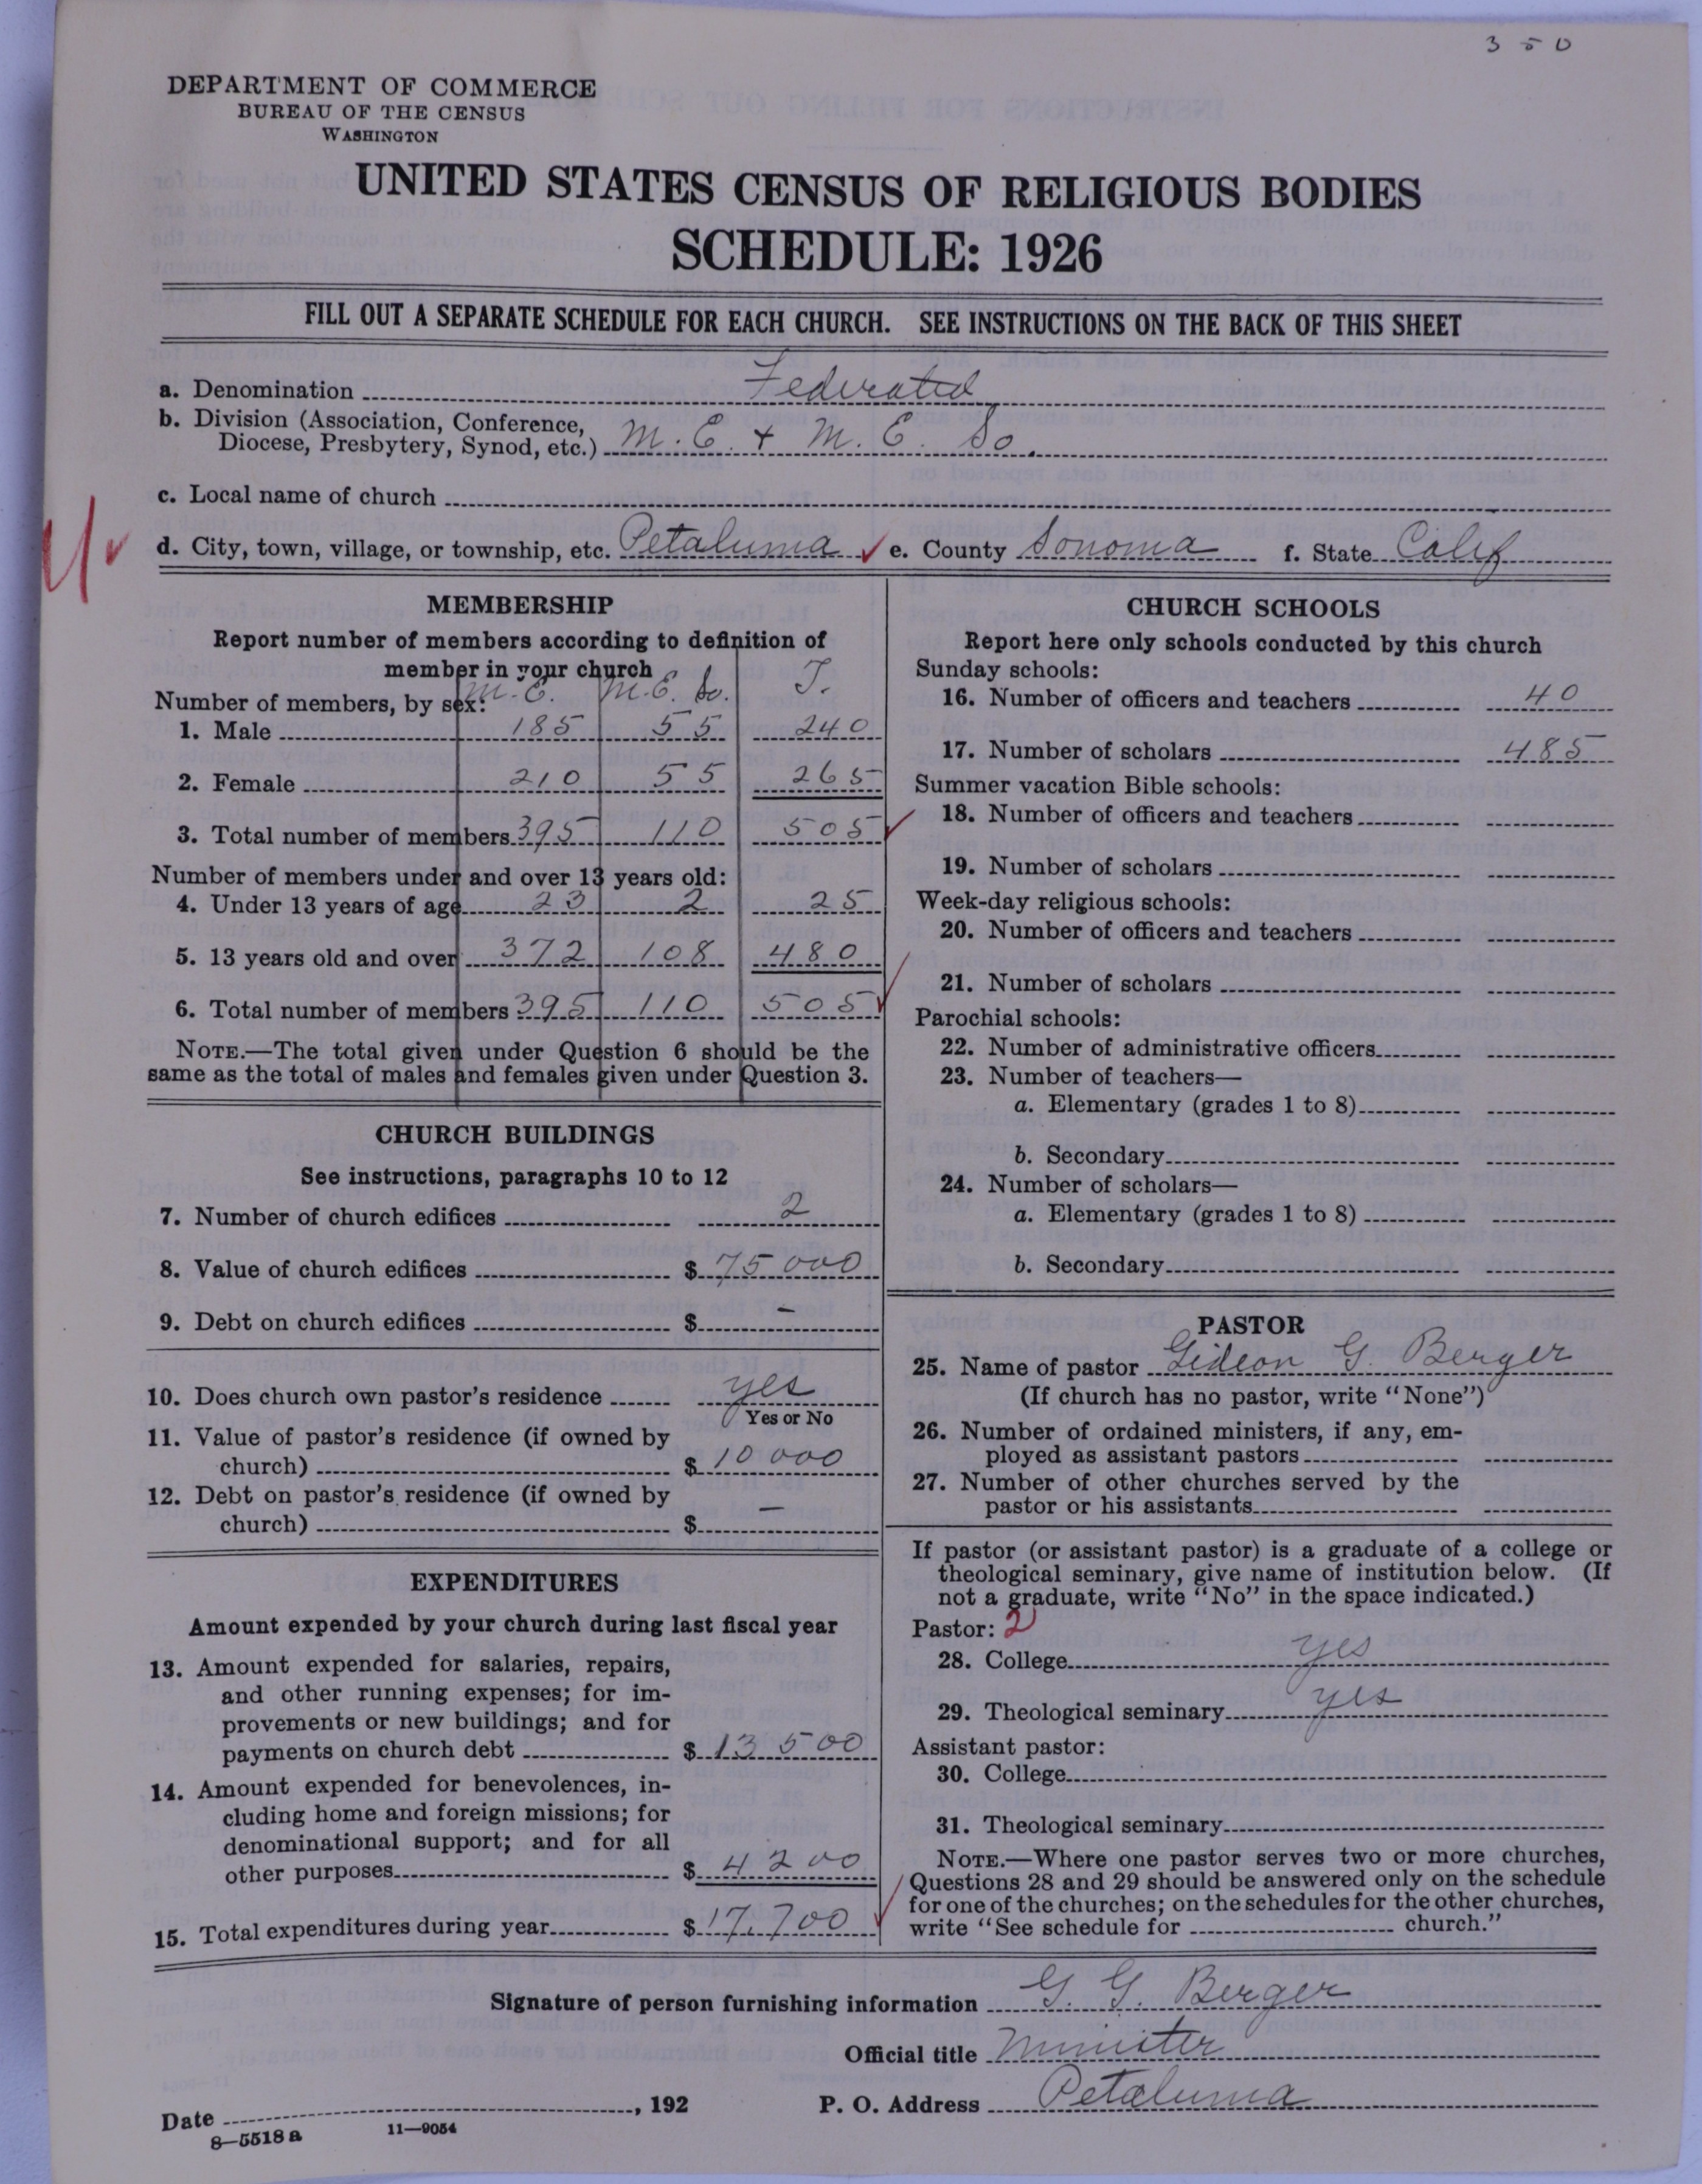 350
DEPARTMENT OF COMMERCE
BUREAU OF THE CENSUS
WASHINGTON
UNITED STATES CENSUS OF RELIGIOUS BODIES
SCHEDULE: 1926
FILL OUT A SEPARATE SCHEDULE FOR EACH CHURCH. SEE INSTRUCTIONS ON THE BACK OF THIS SHEET
a. Denomination Federated
b. Division (Association, Conference,
Diocese, Presbytery, Synod, etc.) M. E. + M. E. So.
c. Local name of church
d. City, town, village, or township, etc. Petaluma e. County Sonoma f. State Calif
MEMBERSHIP
Report number of members according to definition of
member in your church
M.E. M.E. So. T.
Number of members, by sex:
1. Male 185 55 240
2. Female 210 55 265
3. Total number of members 395 110 505
Number of members under and over 13 years old:
4. Under 13 years of age 23 2 25
5. 13 years old and over 372 108 480
6. Total number of members 395 110 505
NOTE.—The total given under Question 6 should be the
same as the total of males and females given under Question 3.
CHURCH BUILDINGS
See instructions, paragraphs 10 to 12
7. Number of church edifices 2
8. Value of church edifices $ 75 000
9. Debt on church edifices $ –
10. Does church own pastor's residence yes
Yes or No
11. Value of pastor's residence (if owned by
church) $ 10 000
12. Debt on pastor's residence (if owned by
church) $ –
EXPENDITURES
Amount expended by your church during last fiscal year
13. Amount expended for salaries, repairs,
and other running expenses; for im-
provements or new buildings; and for
payments on church debt $ 13 500
14. Amount expended for benevolences, in-
cluding home and foreign missions; for
denominational support; and for all
other purposes $ 4200
15. Total expenditures during year $ 17,700
CHURCH SCHOOLS
Report here only schools conducted by this church
Sunday schools:
16. Number of officers and teachers 40
17. Number of scholars 485
Summer vacation Bible schools:
18. Number of officers and teachers
19. Number of scholars
Week-day religious schools:
20. Number of officers and teachers
21. Number of scholars
Parochial schools:
22. Number of administrative officers
23. Number of teachers—
a. Elementary (grades 1 to 8)
b. Secondary
24. Number of scholars—
a. Elementary (grades 1 to 8)
b. Secondary
PASTOR
25. Name of pastor Gideon G. Berger
(If church has no pastor, write "None")
26. Number of ordained ministers, if any, em-
ployed as assistant pastors
27. Number of other churches served by the
pastor or his assistants
If pastor (or assistant pastor) is a graduate of a college or
theological seminary, give name of institution below. (If
not a graduate, write "No" in the space indicated.)
Pastor: 2
28. College yes
29. Theological seminary yes
Assistant pastor:
30. College
31. Theological seminary
NOTE.—Where one pastor serves two or more churches,
Questions 28 and 29 should be answered only on the schedule
for one of the churches; on the schedules for the other churches,
write "See schedule for church."
Signature of person furnishing information G. G. Berger
Official title Minister
Date , 192 P. O. Address Petaluma
8—5518 a 11—9054